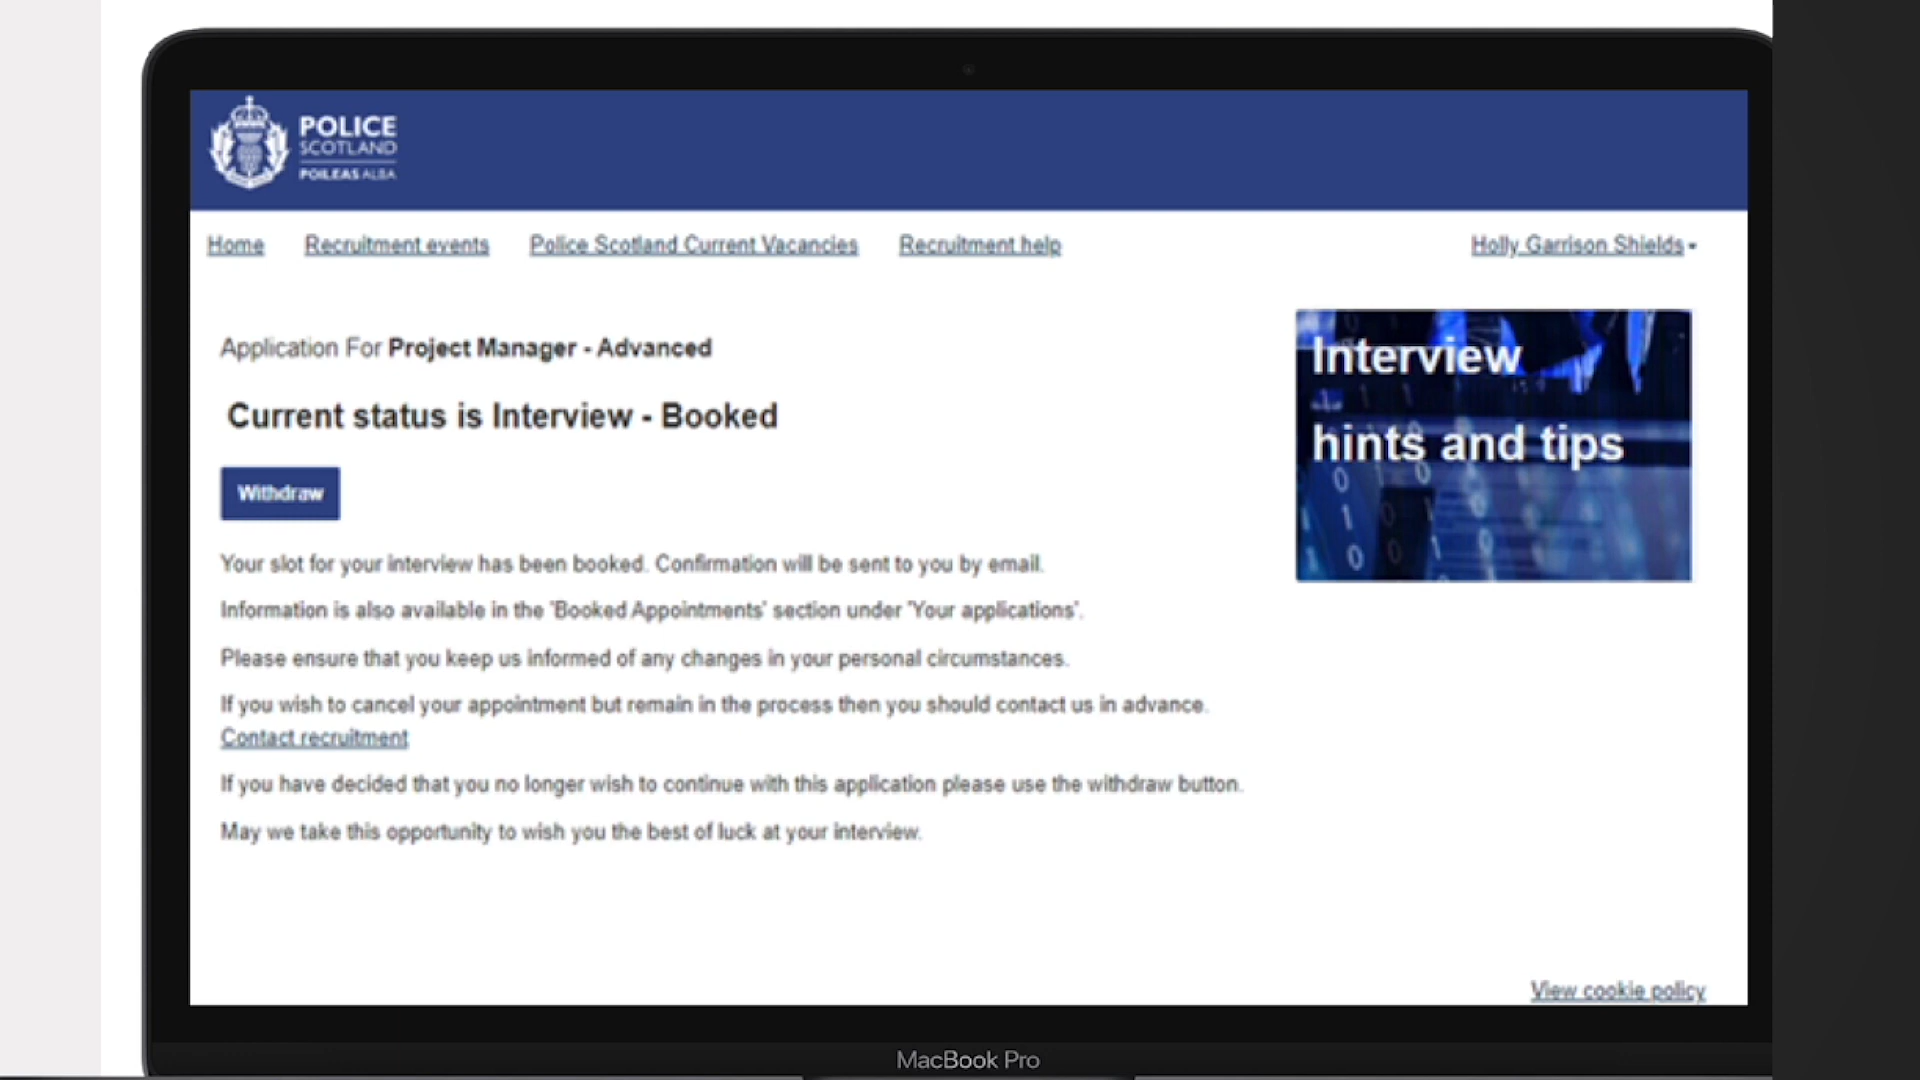 POLICE
SCOTLAND
POILEAS ALBA
Home Recruitment events Police Scotland Current Vacancies Recruitment help Holly Garrison Shields
Application For Project Manager - Advanced
Current status is Interview - Booked
Withdraw
Interview
hints and tips
Your slot for your interview has been booked. Confirmation will be sent to you by email.
Information is also available in the 'Booked Appointments' section under 'Your applications'.
Please ensure that you keep us informed of any changes in your personal circumstances.
If you wish to cancel your appointment but remain in the process then you should contact us in advance.
Contact recruitment
If you have decided that you no longer wish to continue with this application please use the withdraw button.
May we take this opportunity to wish you the best of luck at your interview.
View cookie policy
MacBook Pro